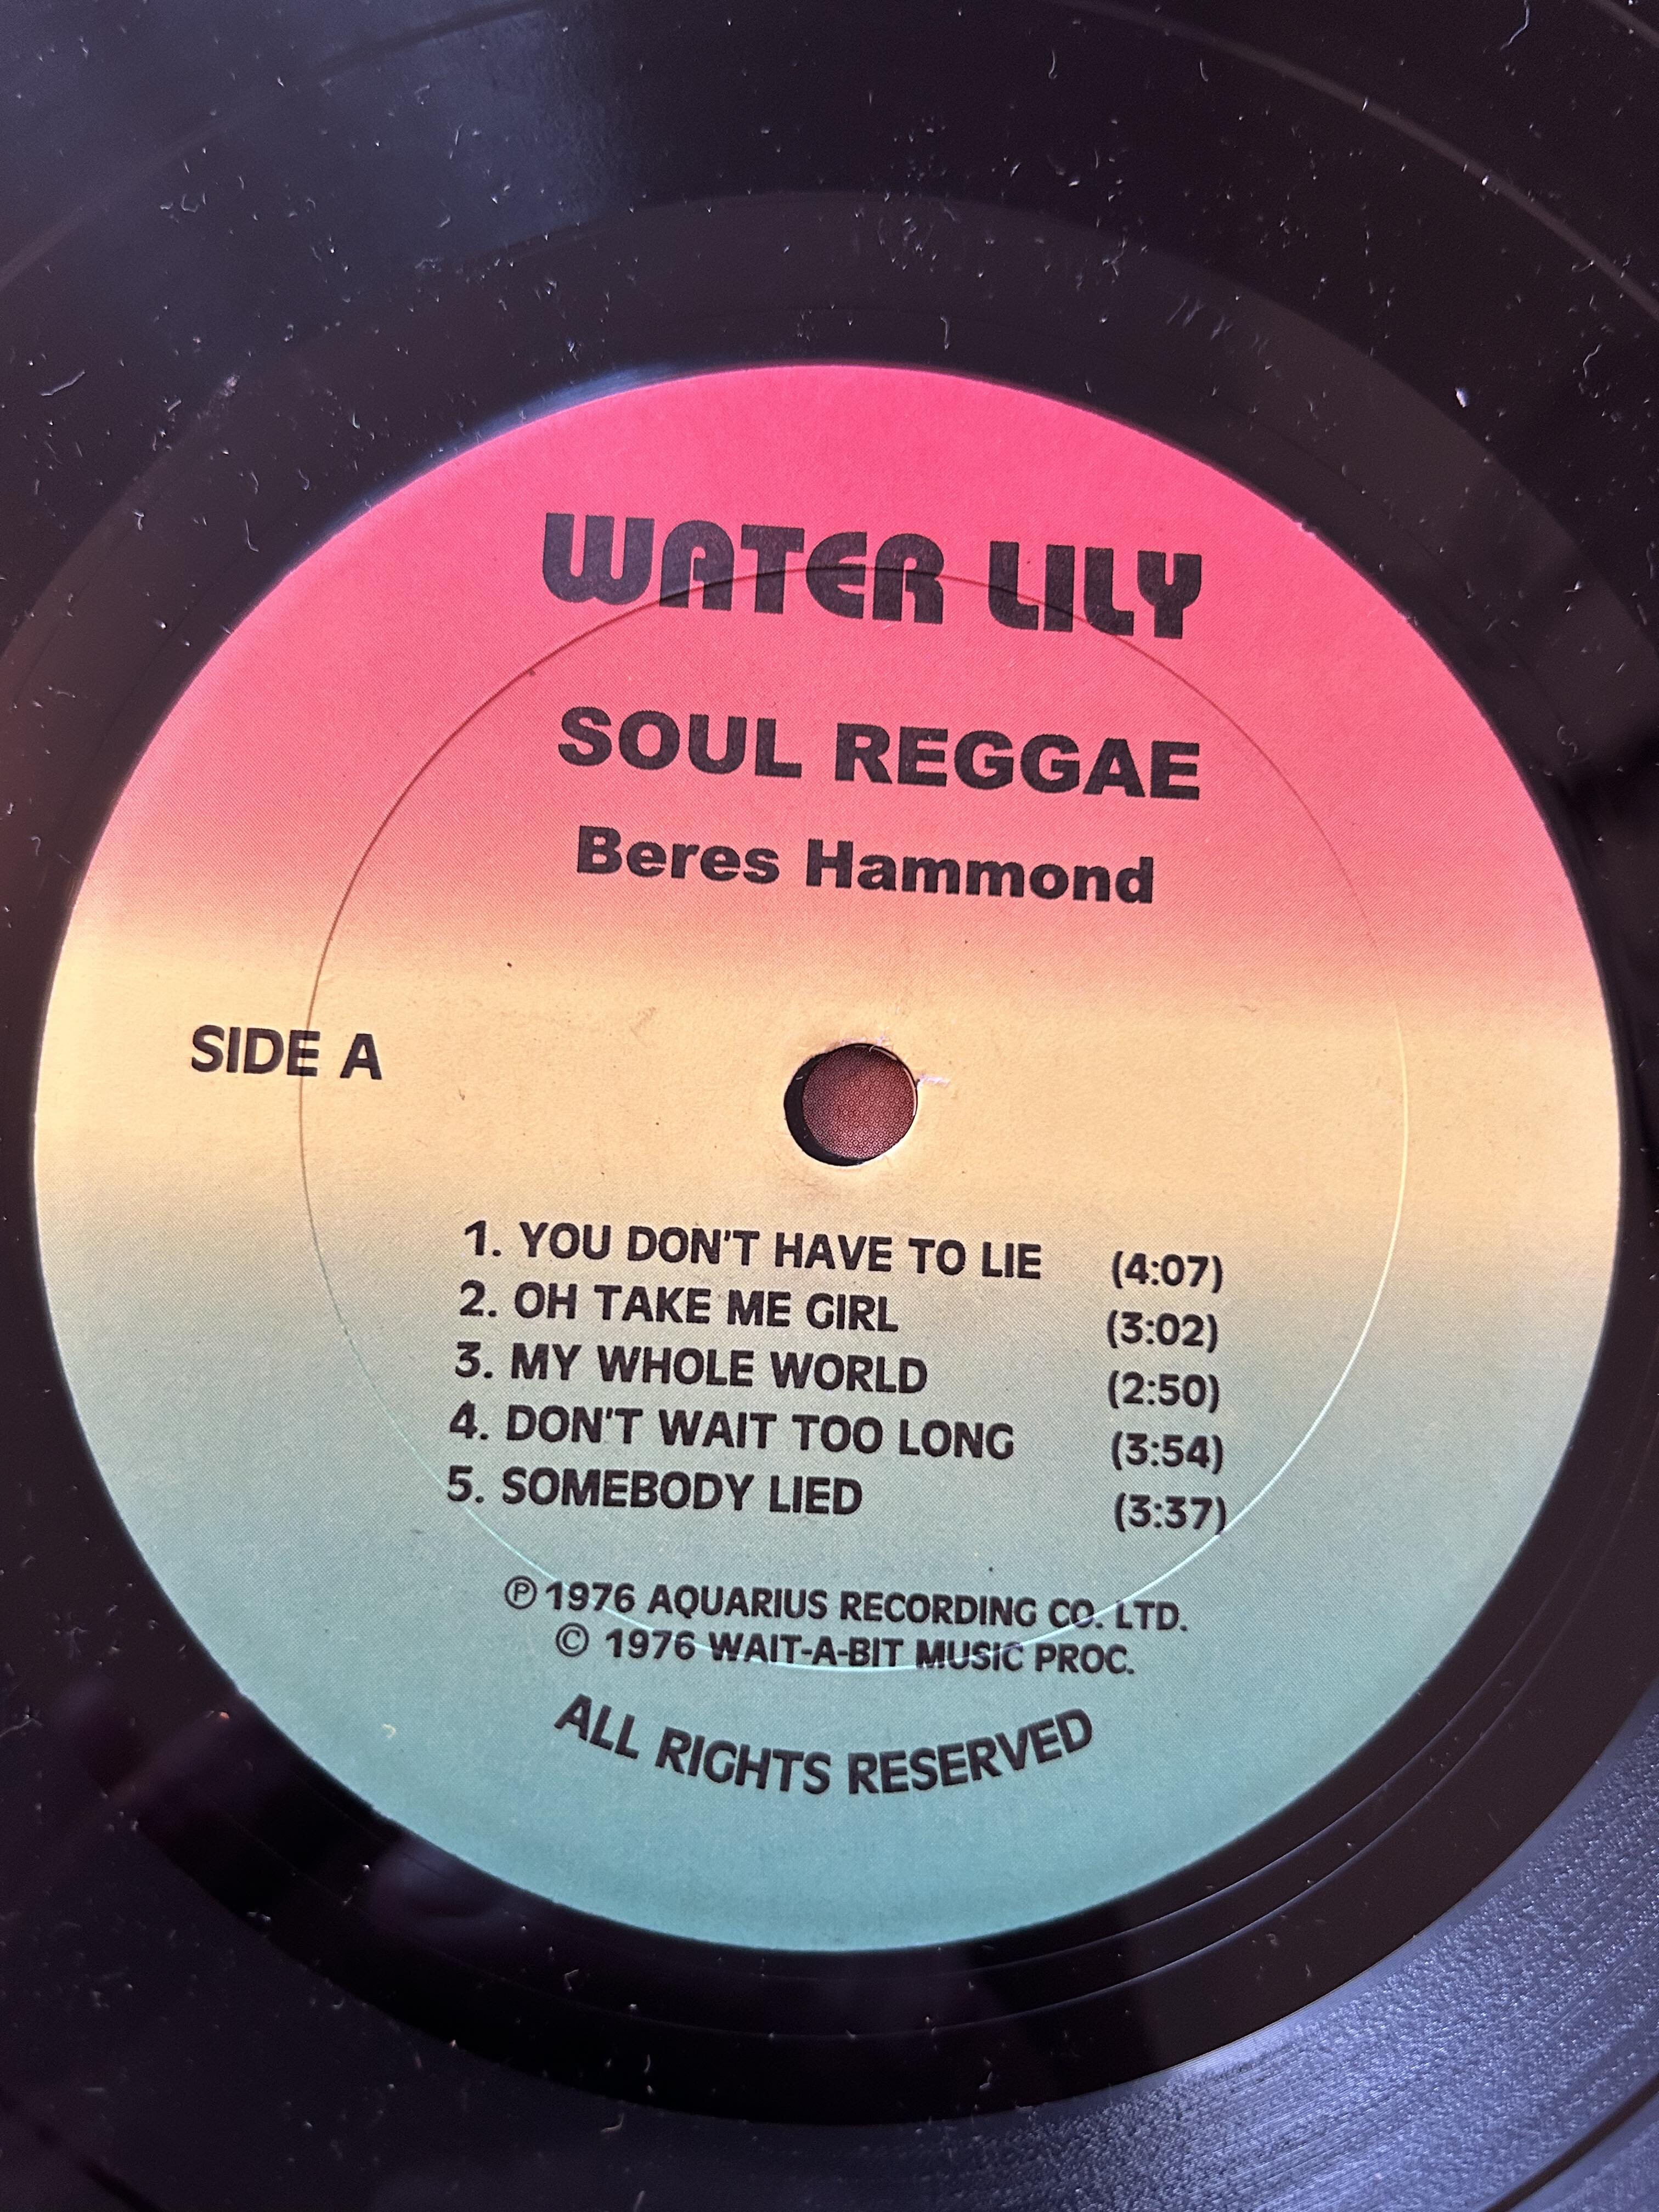 WATER LILY
SOUL REGGAE
Beres Hammond
SIDE A
1. YOU DON'T HAVE TO LIE (4:07)
2. OH TAKE ME GIRL (3:02)
3. MY WHOLE WORLD (2:50)
4. DON'T WAIT TOO LONG (3:54)
5. SOMEBODY LIED (3:37)
℗ 1976 AQUARIUS RECORDING CO. LTD.
© 1976 WAIT-A-BIT MUSIC PROC.
ALL RIGHTS RESERVED